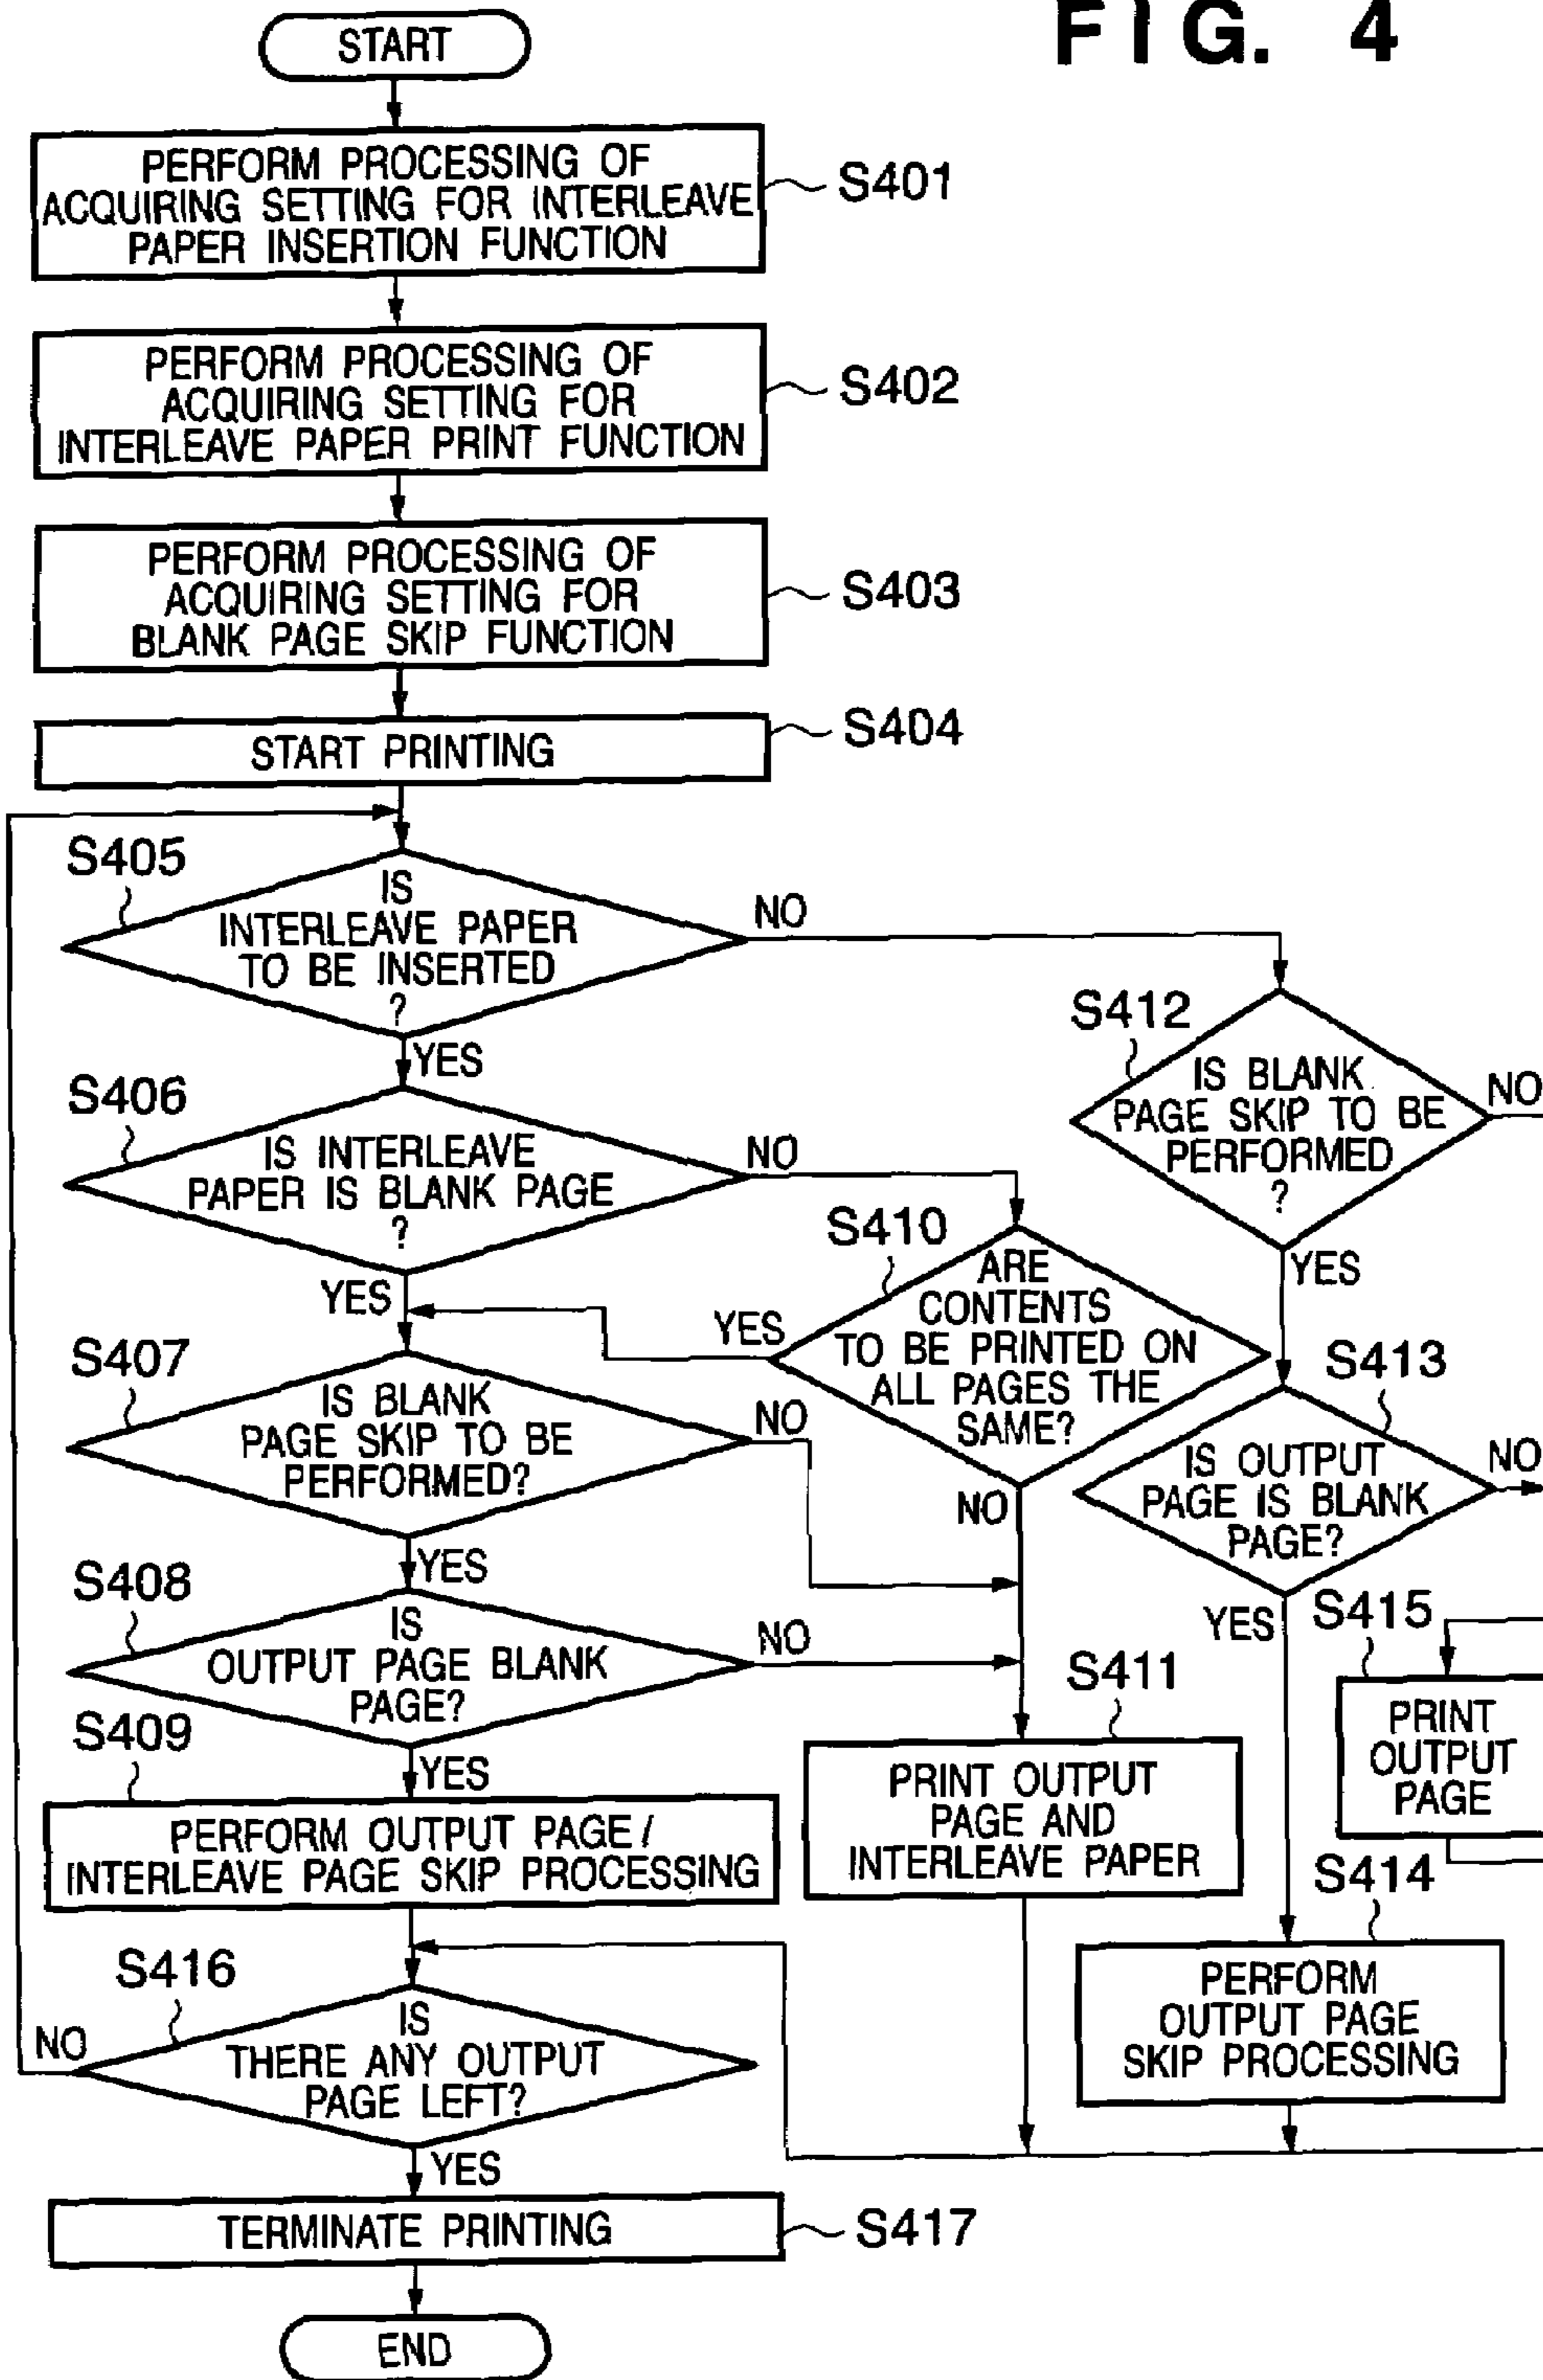 FIG. 4
START
PERFORM PROCESSING OF
ACQUIRING SETTING FOR INTERLEAVE
PAPER INSERTION FUNCTION
S401
PERFORM PROCESSING OF
ACQUIRING SETTING FOR
INTERLEAVE PAPER PRINT FUNCTION
S402
PERFORM PROCESSING OF
ACQUIRING SETTING FOR
BLANK PAGE SKIP FUNCTION
S403
START PRINTING
S404
S405
IS
INTERLEAVE PAPER
TO BE INSERTED
?
NO
YES
S406
IS INTERLEAVE
PAPER IS BLANK PAGE
?
NO
YES
S407
IS BLANK
PAGE SKIP TO BE
PERFORMED?
NO
YES
S408
IS
OUTPUT PAGE BLANK
PAGE?
NO
YES
S409
PERFORM OUTPUT PAGE/
INTERLEAVE PAGE SKIP PROCESSING
S410
ARE
CONTENTS
TO BE PRINTED ON
ALL PAGES THE
SAME?
YES
NO
S411
PRINT OUTPUT
PAGE AND
INTERLEAVE PAPER
S412
IS BLANK
PAGE SKIP TO BE
PERFORMED
?
NO
YES
S413
IS OUTPUT
PAGE IS BLANK
PAGE?
NO
YES
S415
PRINT
OUTPUT
PAGE
S414
PERFORM
OUTPUT PAGE
SKIP PROCESSING
S416
IS
THERE ANY OUTPUT
PAGE LEFT?
NO
YES
TERMINATE PRINTING
S417
END